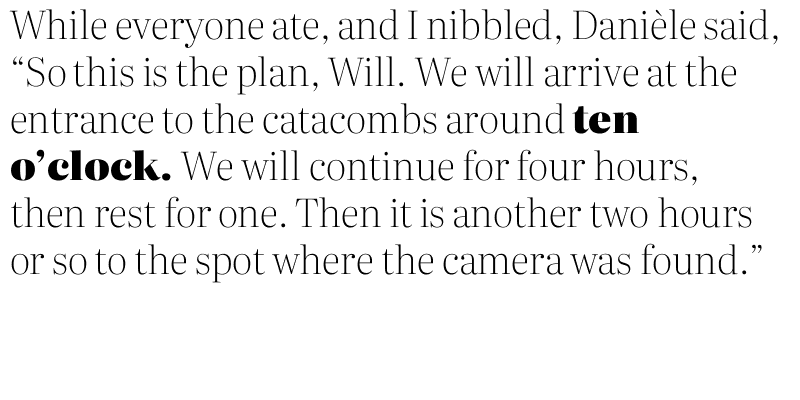 While everyone ate, and I nibbled, Danièle said,
“So this is the plan, Will. We will arrive at the
entrance to the catacombs around ten
o’clock. We will continue for four hours,
then rest for one. Then it is another two hours
or so to the spot where the camera was found.”